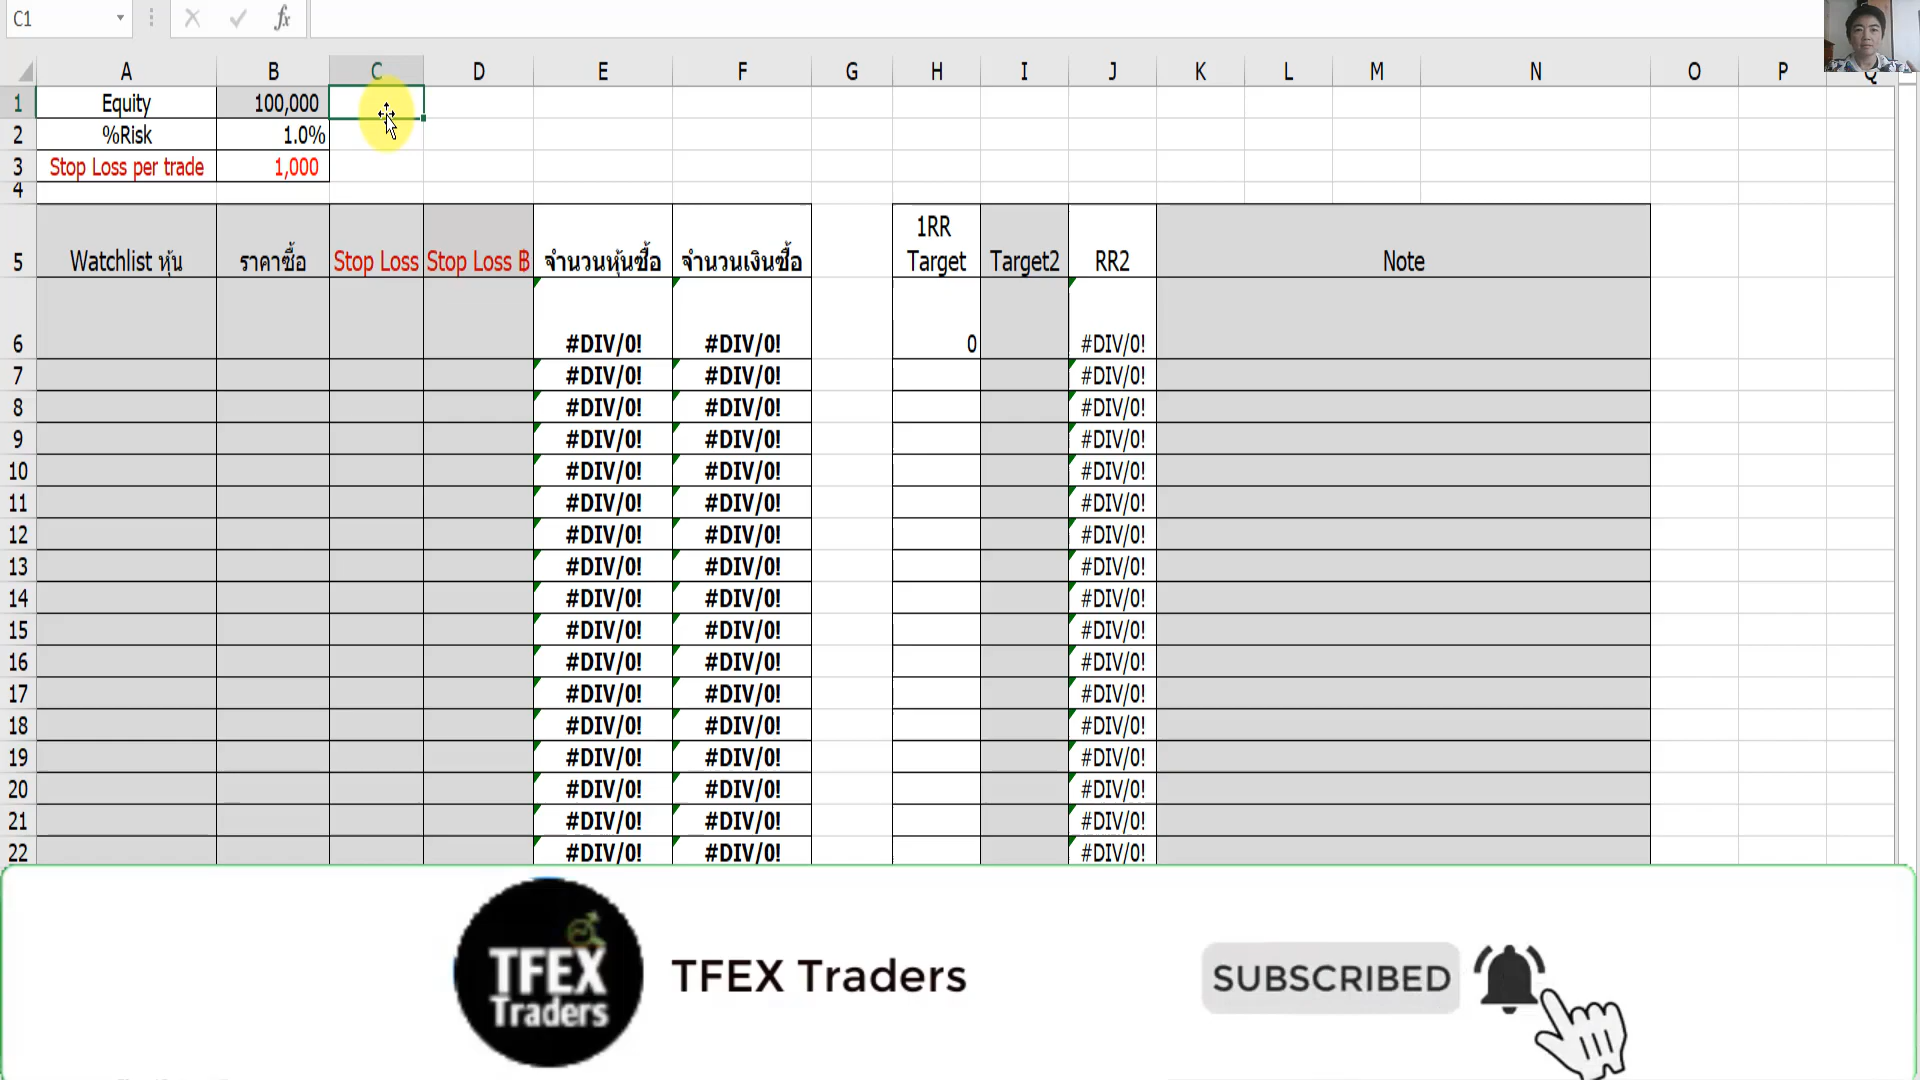 C1
fx
A B C D E F G H I J K L M N O P Q
1 Equity 100,000
2 %Risk 1.0%
3 Stop Loss per trade 1,000
4
1RR
5 Watchlist หุ้น ราคาซื้อ Stop Loss Stop Loss ฿ จำนวนหุ้นซื้อ จำนวนเงินซื้อ Target Target2 RR2 Note
6 #DIV/0! #DIV/0! 0 #DIV/0!
7 #DIV/0! #DIV/0! #DIV/0!
8 #DIV/0! #DIV/0! #DIV/0!
9 #DIV/0! #DIV/0! #DIV/0!
10 #DIV/0! #DIV/0! #DIV/0!
11 #DIV/0! #DIV/0! #DIV/0!
12 #DIV/0! #DIV/0! #DIV/0!
13 #DIV/0! #DIV/0! #DIV/0!
14 #DIV/0! #DIV/0! #DIV/0!
15 #DIV/0! #DIV/0! #DIV/0!
16 #DIV/0! #DIV/0! #DIV/0!
17 #DIV/0! #DIV/0! #DIV/0!
18 #DIV/0! #DIV/0! #DIV/0!
19 #DIV/0! #DIV/0! #DIV/0!
20 #DIV/0! #DIV/0! #DIV/0!
21 #DIV/0! #DIV/0! #DIV/0!
22 #DIV/0! #DIV/0! #DIV/0!
TFEX
Traders
TFEX Traders
SUBSCRIBED